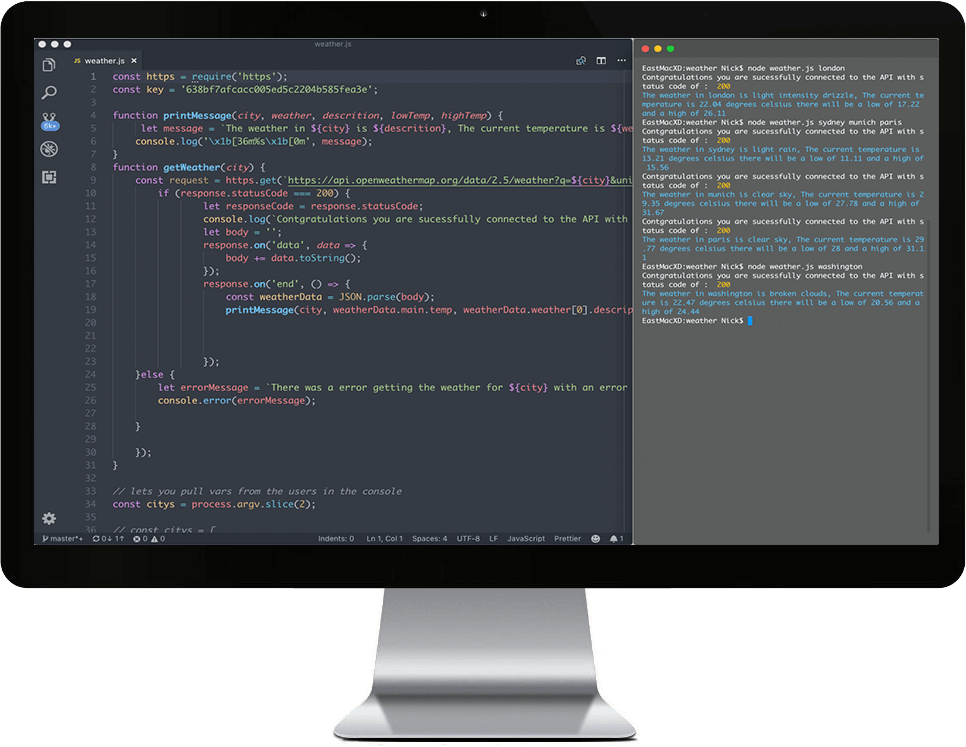 weather.js
JS weather.js ×
1 const https = require('https');
2 const key = '638bf7afcacc005ed5c2204b585fea3e';
3
4 function printMessage(city, weather, descrition, lowTemp, highTemp) {
5 let message = `The weather in ${city} is ${descrition}, The current temperature is ${we
6 console.log('\x1b[36m%s\x1b[0m', message);
7 }
8 function getWeather(city) {
9 const request = https.get(`https://api.openweathermap.org/data/2.5/weather?q=${city}&uni
10 if (response.statusCode === 200) {
11 let responseCode = response.statusCode;
12 console.log(`Contgratulations you are sucessfully connected to the API with
13 let body = '';
14 response.on('data', data => {
15 body += data.toString();
16 });
17 response.on('end', () => {
18 const weatherData = JSON.parse(body);
19 printMessage(city, weatherData.main.temp, weatherData.weather[0].descrip
20
21
22
23 });
24 }else {
25 let errorMessage = `There was a error getting the weather for ${city} with an error
26 console.error(errorMessage);
27
28 }
29
30 });
31 }
32
33 // lets you pull vars from the users in the console
34 const citys = process.argv.slice(2);
35
36 // const citys = [
5k+
master*+ 0↓ 1↑ 0 0 Indents: 0 Ln 1, Col 1 Spaces: 4 UTF-8 LF JavaScript Prettier 1
EastMacXD:weather Nick$ node weather.js london
Contgratulations you are sucessfully connected to the API with s
tatus code of : 200
The weather in london is light intensity drizzle, The current te
mperature is 22.04 degrees celsius there will be a low of 17.22
and a high of 26.11
EastMacXD:weather Nick$ node weather.js sydney munich paris
Contgratulations you are sucessfully connected to the API with s
tatus code of : 200
The weather in sydney is light rain, The current temperature is
13.21 degrees celsius there will be a low of 11.11 and a high of
15.56
Contgratulations you are sucessfully connected to the API with s
tatus code of : 200
The weather in munich is clear sky, The current temperature is 2
9.35 degrees celsius there will be a low of 27.78 and a high of
31.67
Contgratulations you are sucessfully connected to the API with s
tatus code of : 200
The weather in paris is clear sky, The current temperature is 29
.77 degrees celsius there will be a low of 28 and a high of 31.1
1
EastMacXD:weather Nick$ node weather.js washington
Contgratulations you are sucessfully connected to the API with s
tatus code of : 200
The weather in washington is broken clouds, The current temperat
ure is 22.47 degrees celsius there will be a low of 20.56 and a
high of 24.44
EastMacXD:weather Nick$